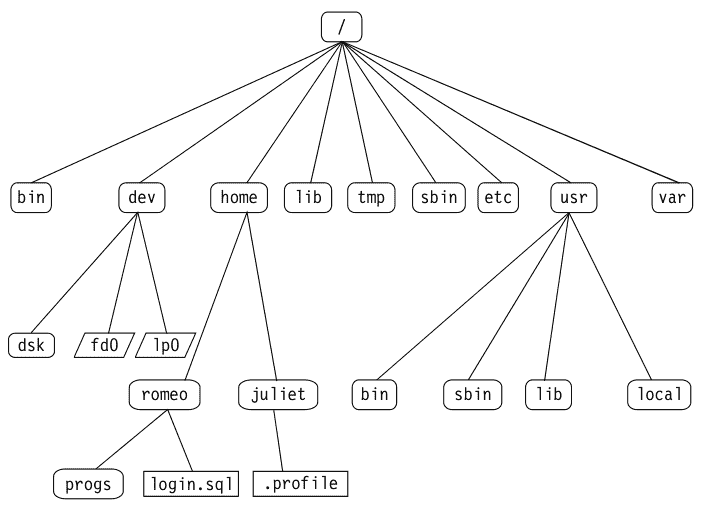 /
bin dev home lib tmp sbin etc usr var
dsk fd0 lp0
romeo juliet bin sbin lib local
progs login.sql .profile